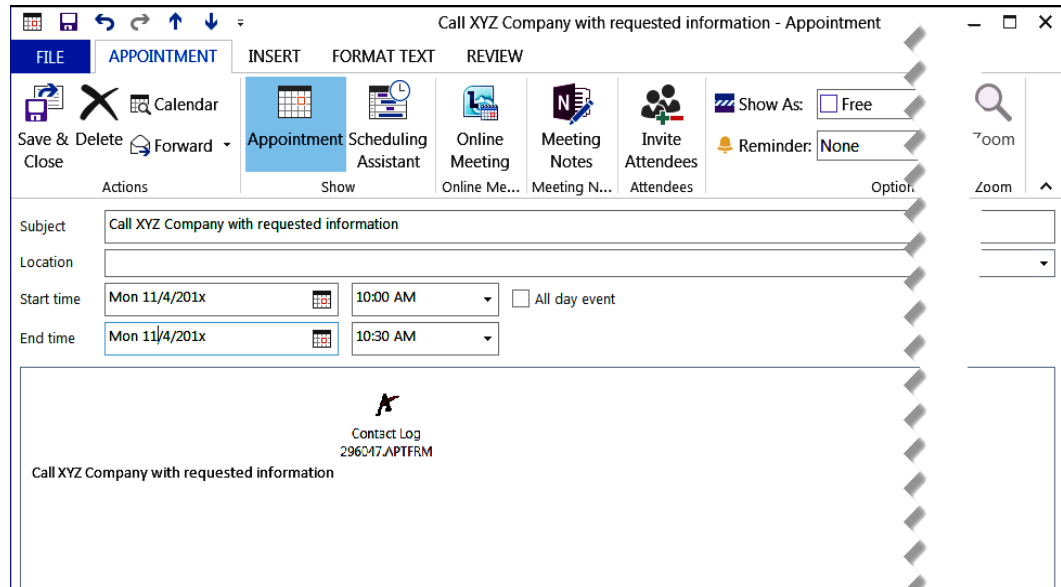 Call XYZ Company with requested information - Appointment
FILE APPOINTMENT INSERT FORMAT TEXT REVIEW
Save & Close
Delete
Calendar
Forward
Actions
Appointment
Scheduling Assistant
Show
Online Meeting
Online Me...
Meeting Notes
Meeting N...
Invite Attendees
Attendees
Show As: Free
Reminder: None
Option
Zoom
Subject Call XYZ Company with requested information
Location
Start time Mon 11/4/201x 10:00 AM All day event
End time Mon 11/4/201x 10:30 AM
Contact Log
296047.APTFRM
Call XYZ Company with requested information